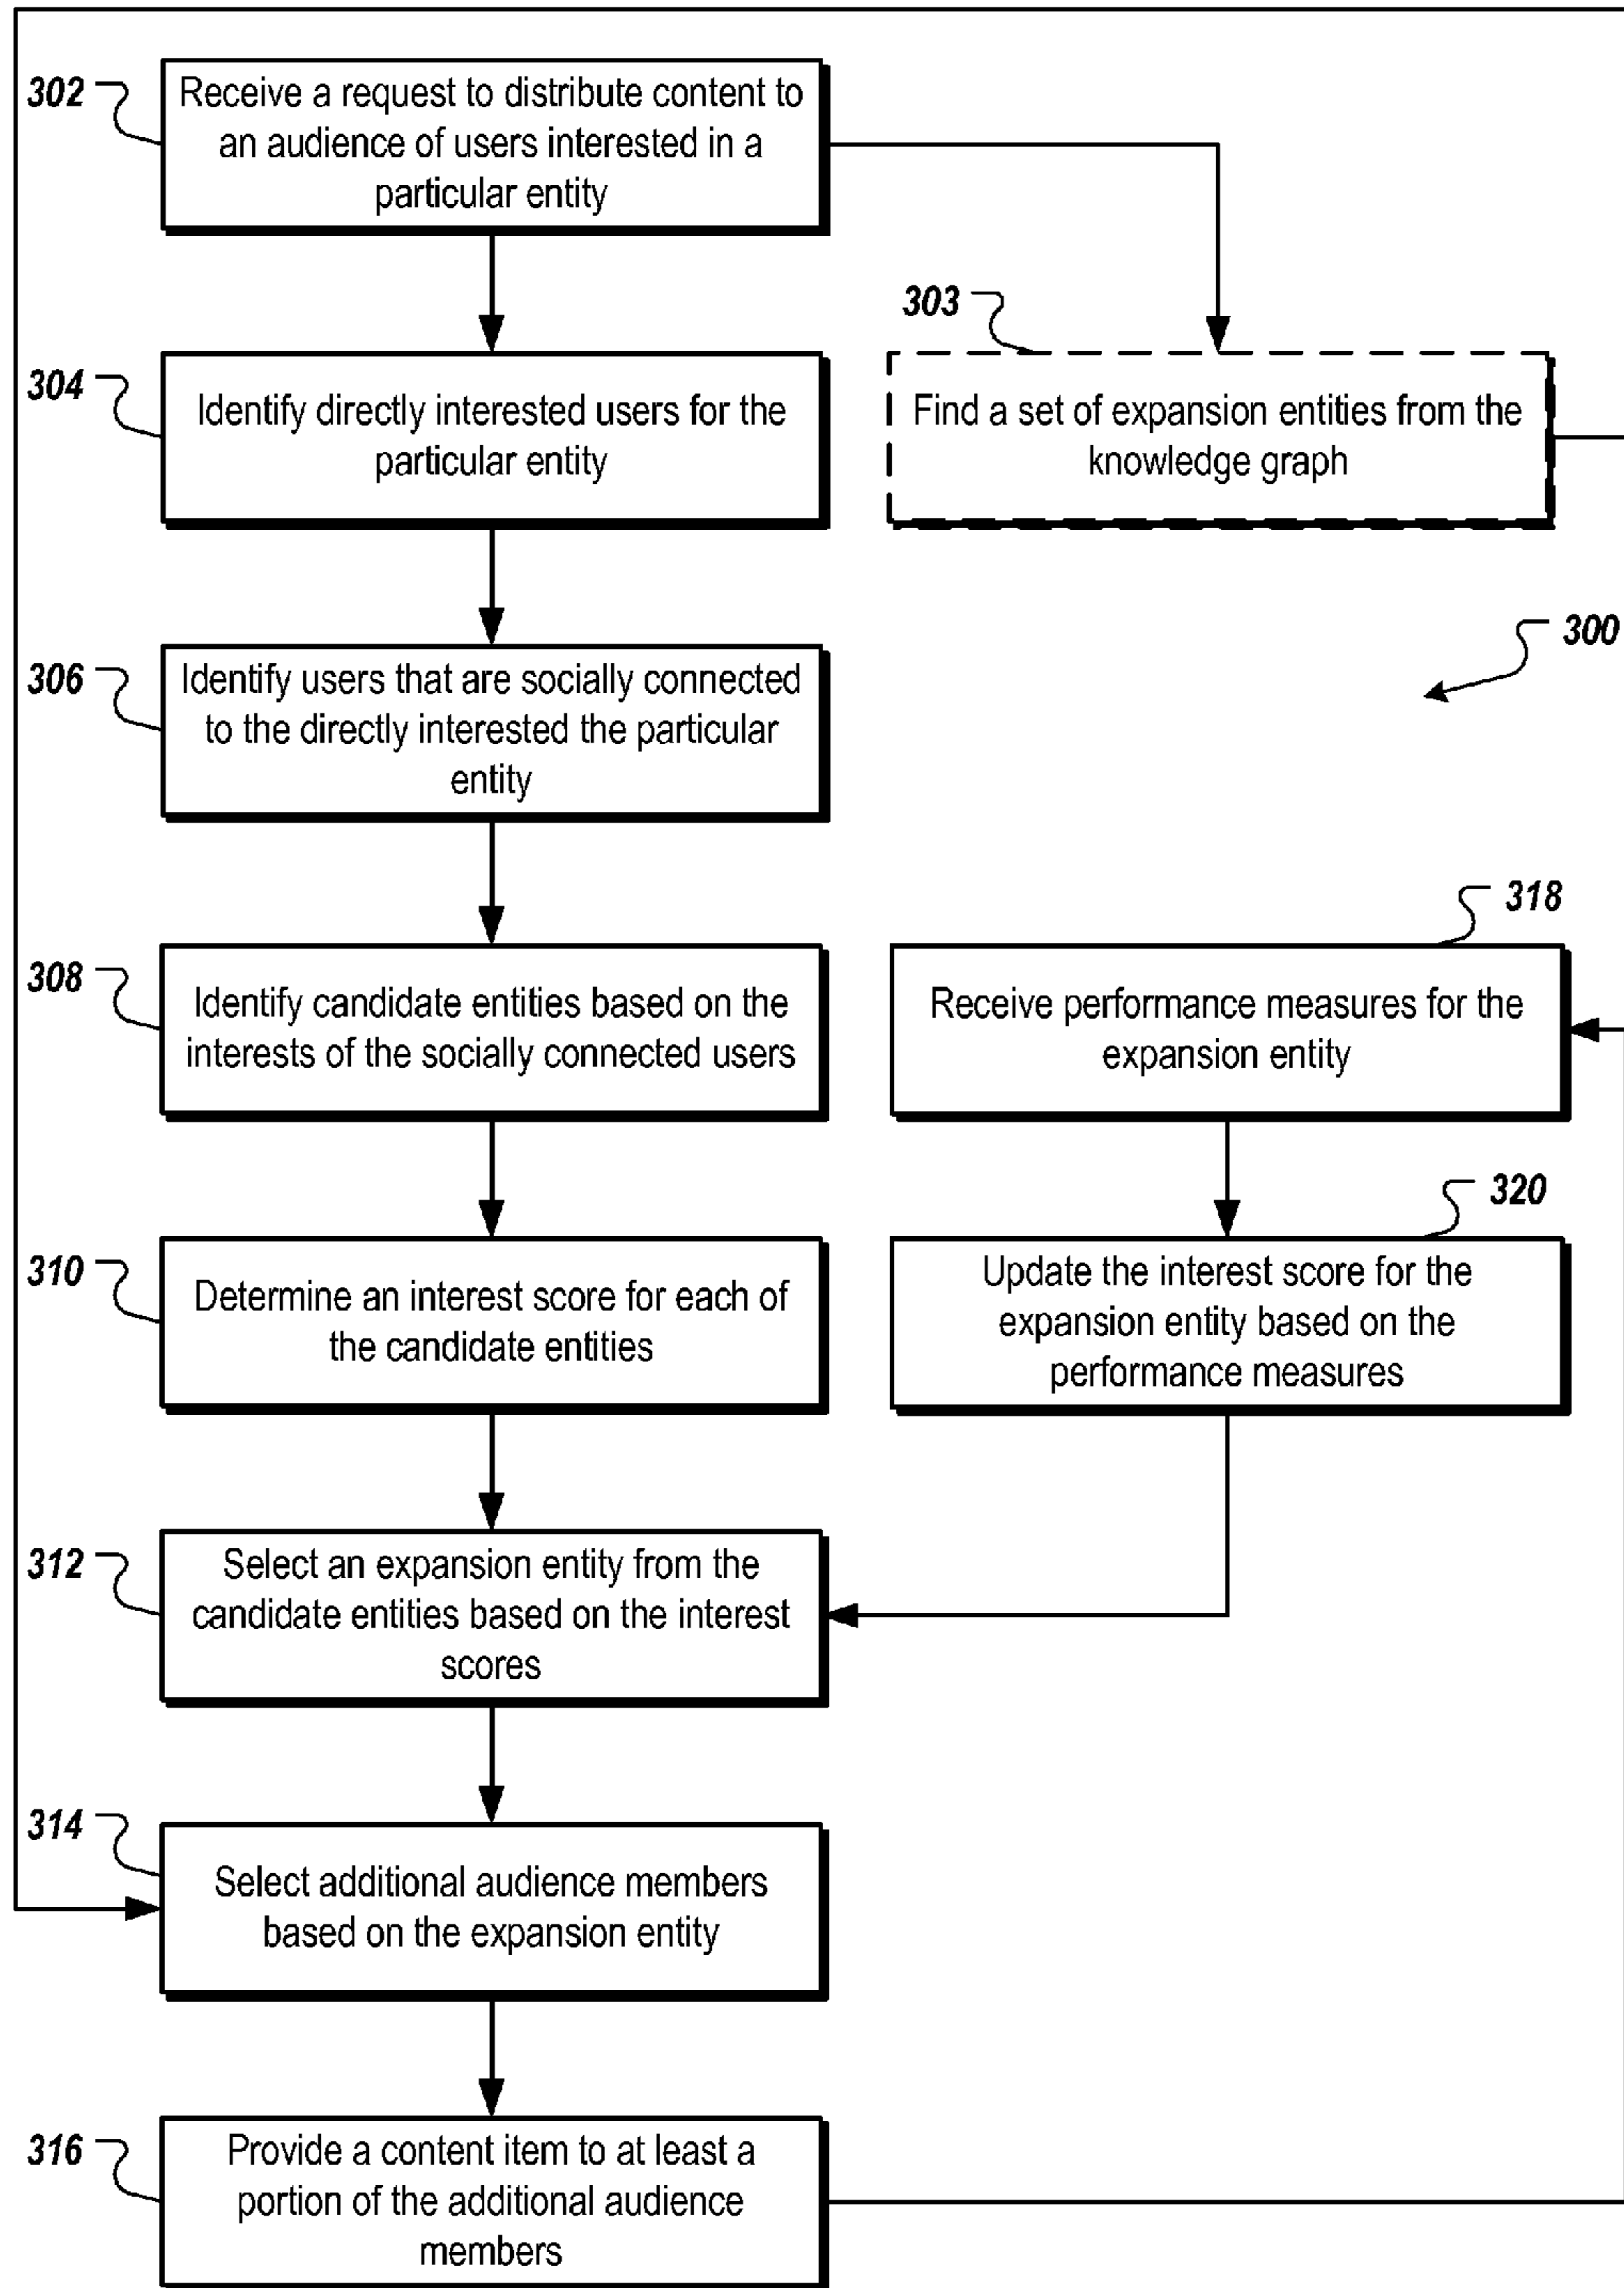 302
Receive a request to distribute content to
an audience of users interested in a
particular entity
303
Find a set of expansion entities from the
knowledge graph
304
Identify directly interested users for the
particular entity
300
306
Identify users that are socially connected
to the directly interested the particular
entity
308
Identify candidate entities based on the
interests of the socially connected users
318
Receive performance measures for the
expansion entity
310
Determine an interest score for each of
the candidate entities
320
Update the interest score for the
expansion entity based on the
performance measures
312
Select an expansion entity from the
candidate entities based on the interest
scores
314
Select additional audience members
based on the expansion entity
316
Provide a content item to at least a
portion of the additional audience
members